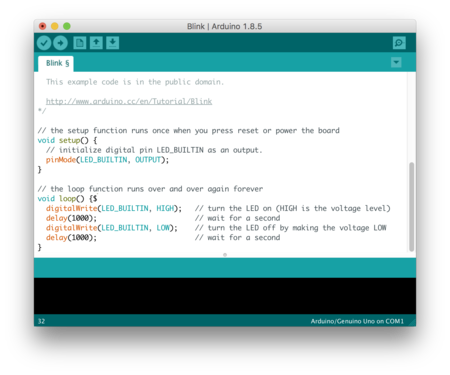 Blink | Arduino 1.8.5
Blink §
This example code is in the public domain.
http://www.arduino.cc/en/Tutorial/Blink
*/
// the setup function runs once when you press reset or power the board
void setup() {
// initialize digital pin LED_BUILTIN as an output.
pinMode(LED_BUILTIN, OUTPUT);
}
// the loop function runs over and over again forever
void loop() {$
digitalWrite(LED_BUILTIN, HIGH); // turn the LED on (HIGH is the voltage level)
delay(1000); // wait for a second
digitalWrite(LED_BUILTIN, LOW); // turn the LED off by making the voltage LOW
delay(1000); // wait for a second
}
32
Arduino/Genuino Uno on COM1